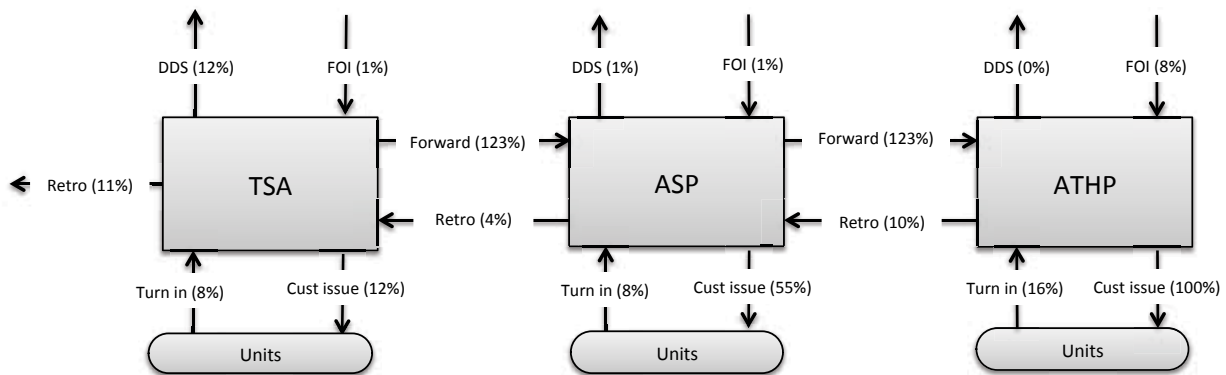 DDS (12%)
FOI (1%)
DDS (1%)
FOI (1%)
DDS (0%)
FOI (8%)
Forward (123%)
Forward (123%)
Retro (11%)
TSA
ASP
ATHP
Retro (4%)
Retro (10%)
Turn in (8%)
Cust issue (12%)
Turn in (8%)
Cust issue (55%)
Turn in (16%)
Cust issue (100%)
Units
Units
Units